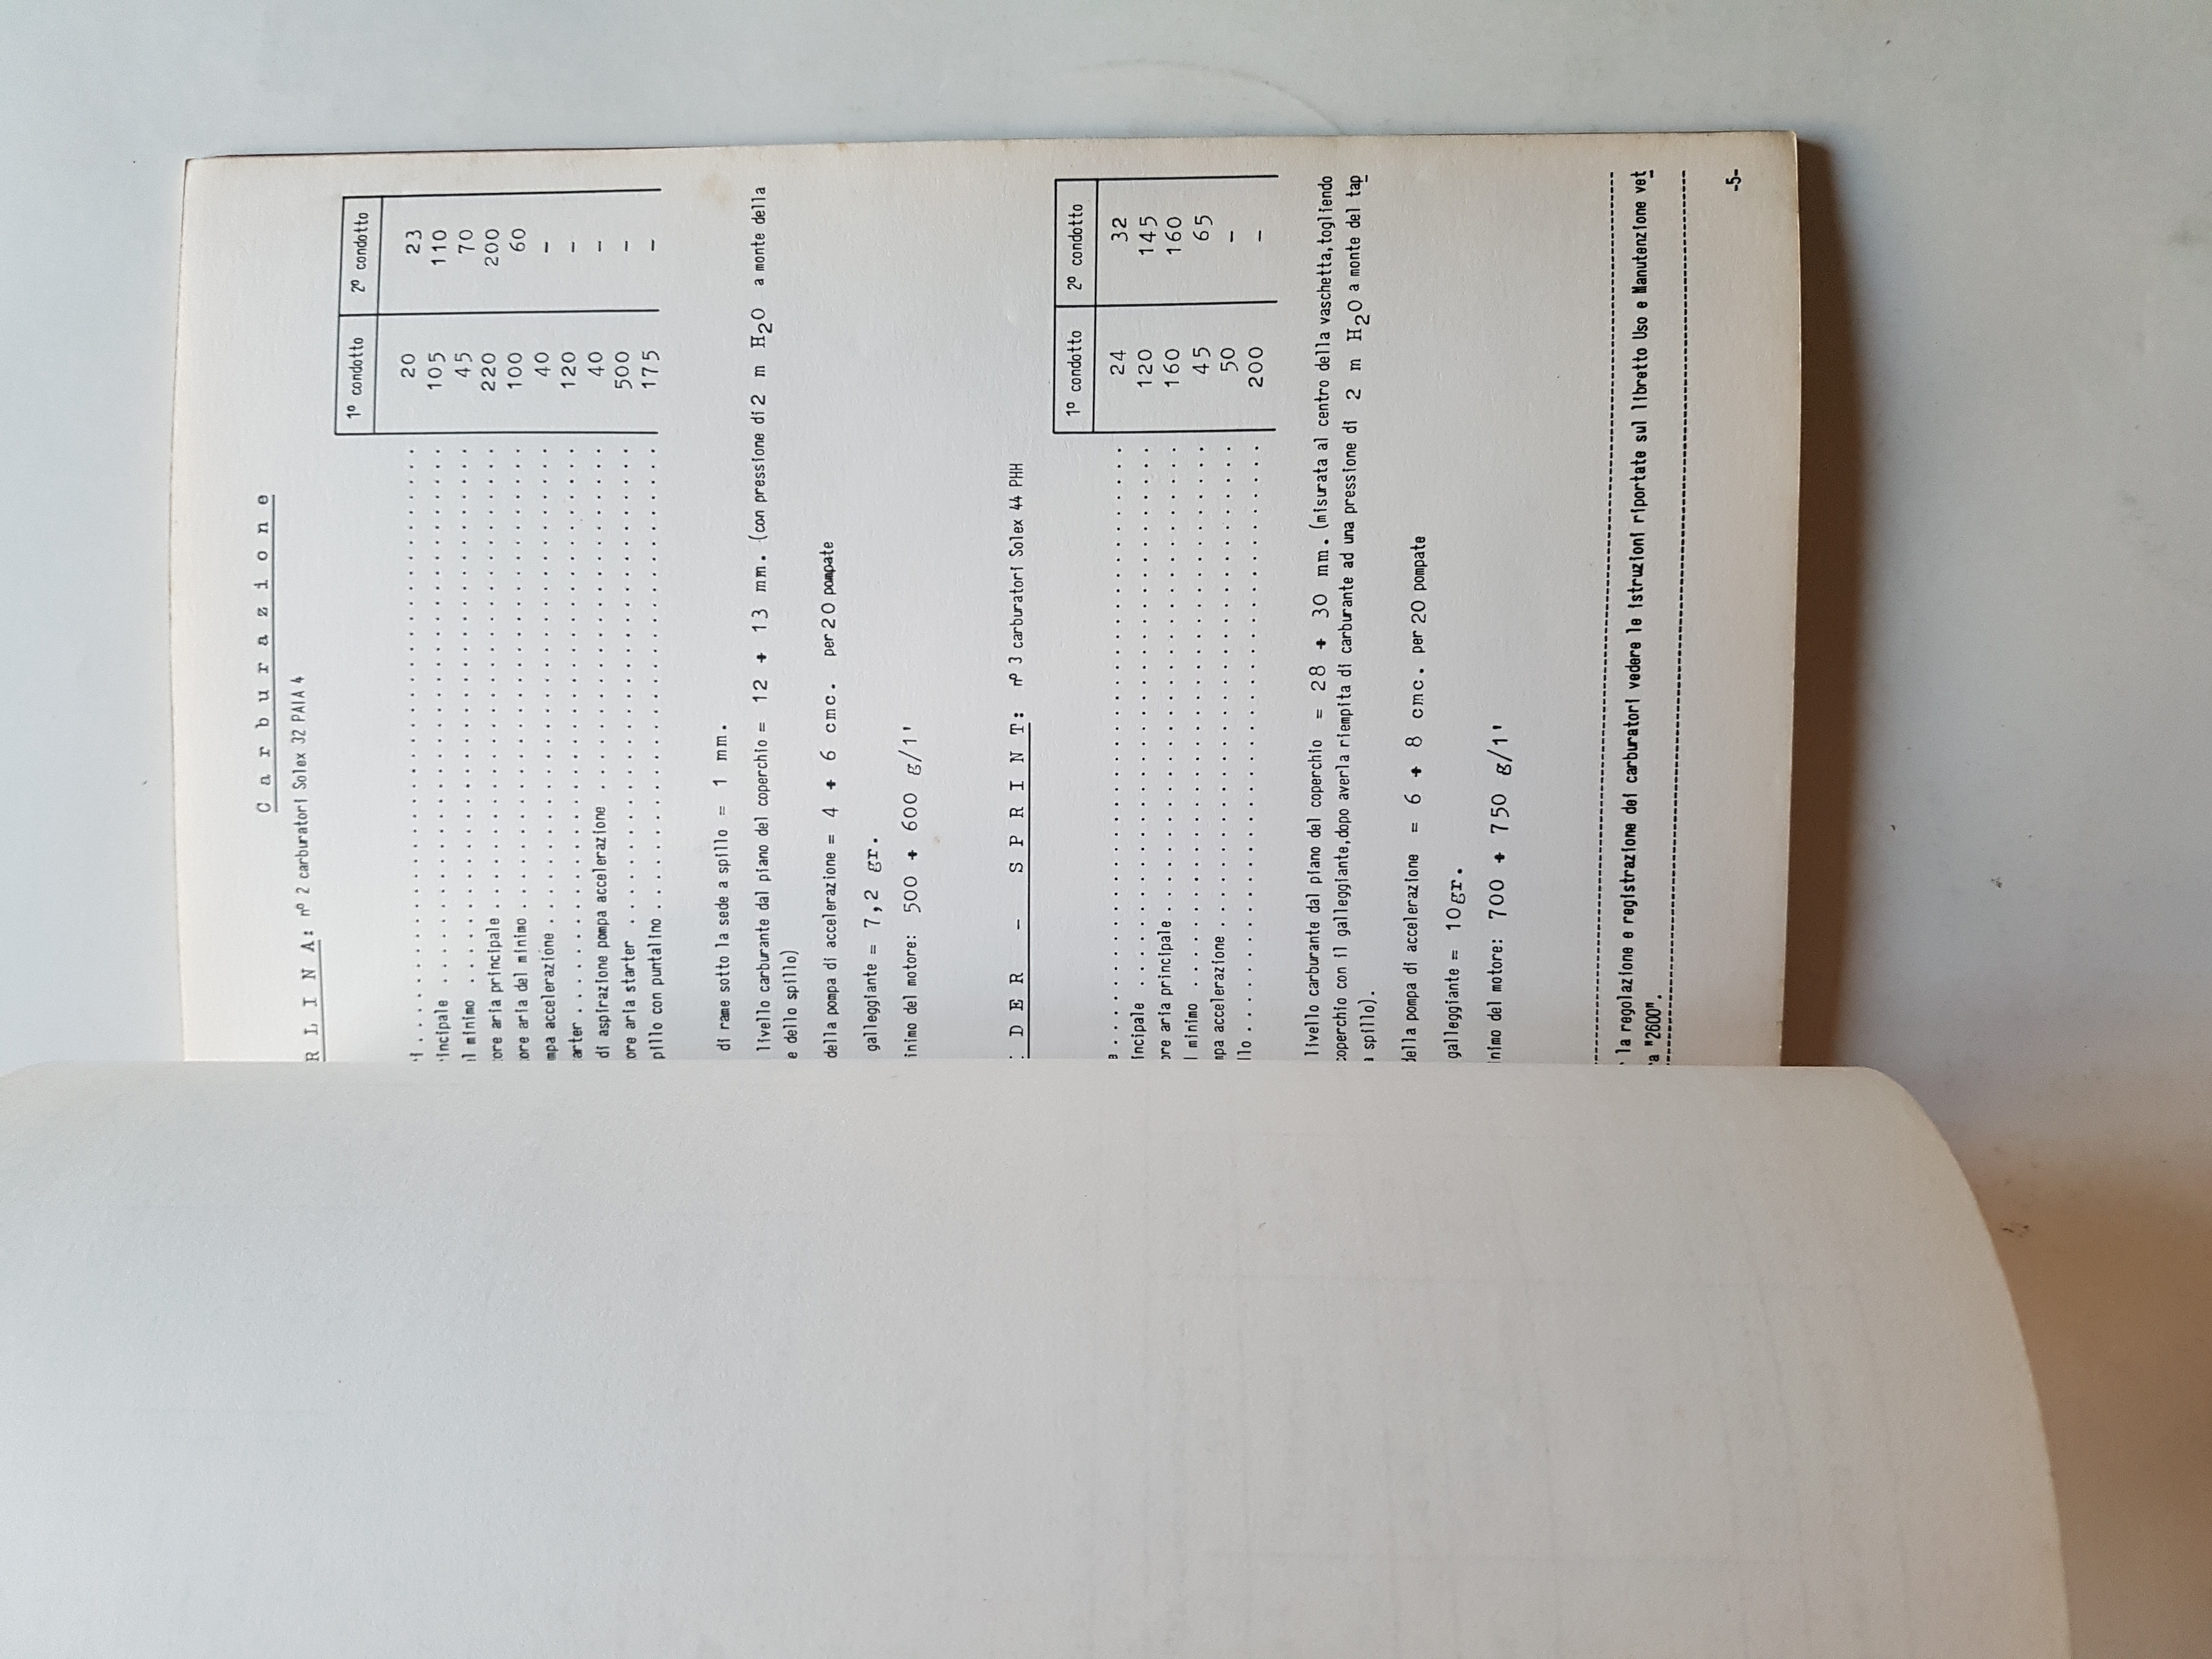 Carburazione
RLINA: nº 2 carburatori Solex 32 PAIA 4
1º condotto 2º condotto
i . . . . . . . . . . 20 23
incipale . . . . . . . . . . 105 110
l minimo . . . . . . . . . . 45 70
ore aria principale . . . . . . . . . . 220 200
ore aria del minimo . . . . . . . . . . 100 60
mpa accelerazione . . . . . . . . . . 40 -
arter . . . . . . . . . . 120 -
di aspirazione pompa accelerazione . . . . . . . . . . 40 -
ore aria starter . . . . . . . . . . 500 -
pillo con puntalino . . . . . . . . . . 175 -
di rame sotto la sede a spillo = 1 mm.
livello carburante dal piano del coperchio = 12 + 13 mm. (con pressione di 2 m H2O a monte della
e dello spillo)
della pompa di accelerazione = 4 + 6 cmc. per 20 pompate
galleggiante = 7,2 gr.
inimo del motore: 500 + 600 g/1'
DER - SPRINT: nº 3 carburatori Solex 44 PHH
1º condotto 2º condotto
a . . . . . . . . . . 24 32
incipale . . . . . . . . . . 120 145
ore aria principale . . . . . . . . . . 160 160
l minimo . . . . . . . . . . 45 65
mpa accelerazione . . . . . . . . . . 50 -
llo . . . . . . . . . . 200 -
livello carburante dal piano del coperchio = 28 + 30 mm. (misurata al centro della vaschetta, togliendo
coperchio con il galleggiante, dopo averla riempita di carburante ad una pressione di 2 m H2O a monte del tap
a spillo).
della pompa di accelerazione = 6 + 8 cmc. per 20 pompate
galleggiante = 10gr.
nimo del motore: 700 + 750 g/1'
la regolazione e registrazione dei carburatori vedere le istruzioni riportate sul libretto Uso e Manutenzione vet
a "2600".
-5-